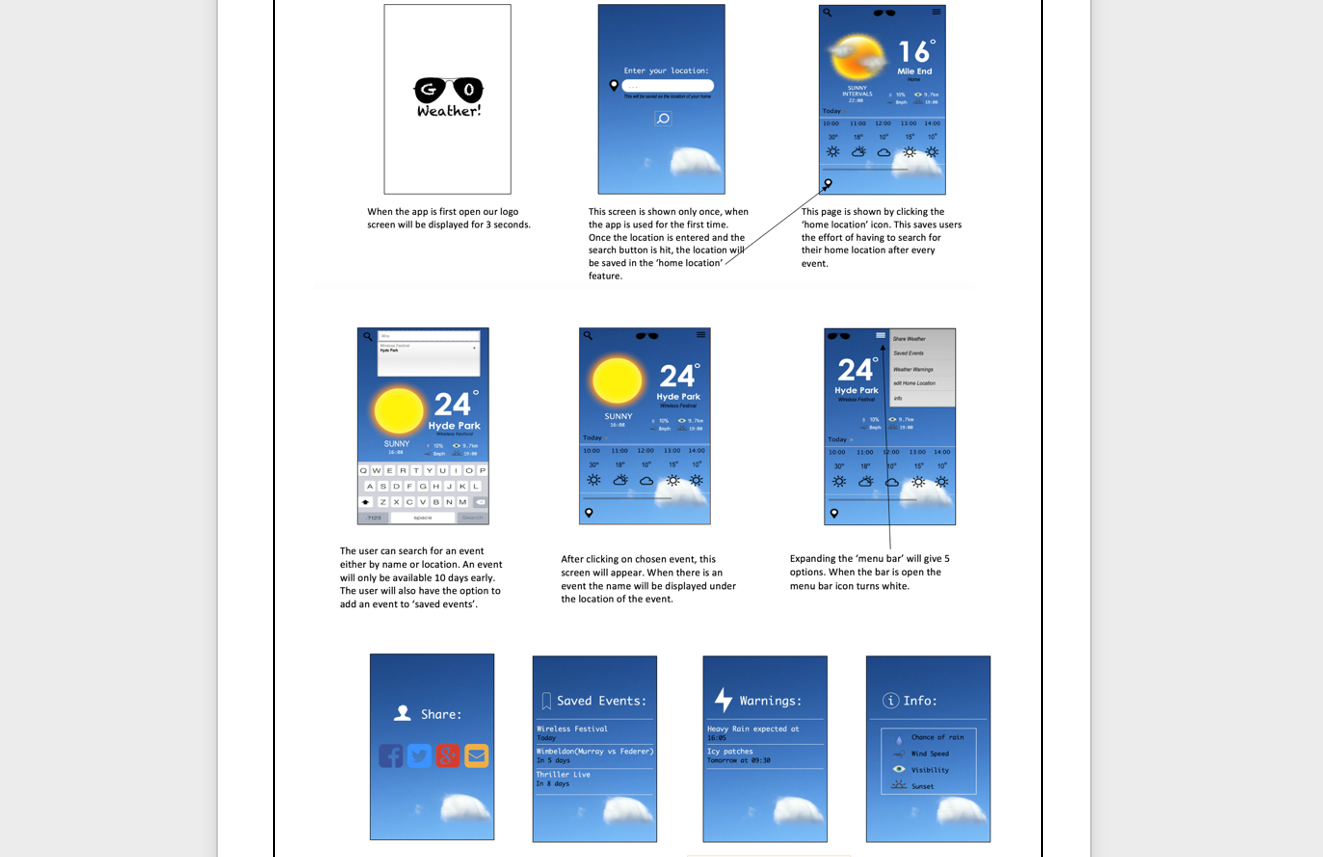 GO
Weather!
When the app is first open our logo
screen will be displayed for 3 seconds.
Enter your location:
...
This will be saved as the location of your home
This screen is shown only once, when
the app is used for the first time.
Once the location is entered and the
search button is hit, the location will
be saved in the ‘home location’
feature.
16°
Mile End
Home
SUNNY
INTERVALS
22.00
10%
9.7km
8mph
19:00
Today
10:00 11:00 12:00 13:00 14:00
30° 18° 10° 15° 10°
This page is shown by clicking the
‘home location’ icon. This saves users
the effort of having to search for
their home location after every
event.
Wire
Wireless Festival
Hyde Park
24°
Hyde Park
Wireless Festival
SUNNY
16:08
10%
9.7km
8mph
19:00
Q W E R T Y U I O P
A S D F G H J K L
Z X C V B N M
?123 space Search
The user can search for an event
either by name or location. An event
will only be available 10 days early.
The user will also have the option to
add an event to ‘saved events’.
24°
Hyde Park
Wireless Festival
SUNNY
16:08
10%
9.7km
8mph
19:00
Today
10:00 11:00 12:00 13:00 14:00
30° 18° 10° 15° 10°
After clicking on chosen event, this
screen will appear. When there is an
event the name will be displayed under
the location of the event.
Share Weather
Saved Events
Weather Warnings
edit Home Location
info
24°
Hyde Park
Wireless Festival
10%
9.7km
8mph
19:00
Today
10:00 11:00 12:00 13:00 14:00
30° 18° 10° 15° 10°
Expanding the ‘menu bar’ will give 5
options. When the bar is open the
menu bar icon turns white.
Share:
Saved Events:
Wireless Festival
Today
Wimbeldon(Murray vs Federer)
In 5 days
Thriller Live
In 8 days
Warnings:
Heavy Rain expected at
16:05
Icy patches
Tomorrow at 09:30
Info:
Chance of rain
Wind Speed
Visibility
Sunset